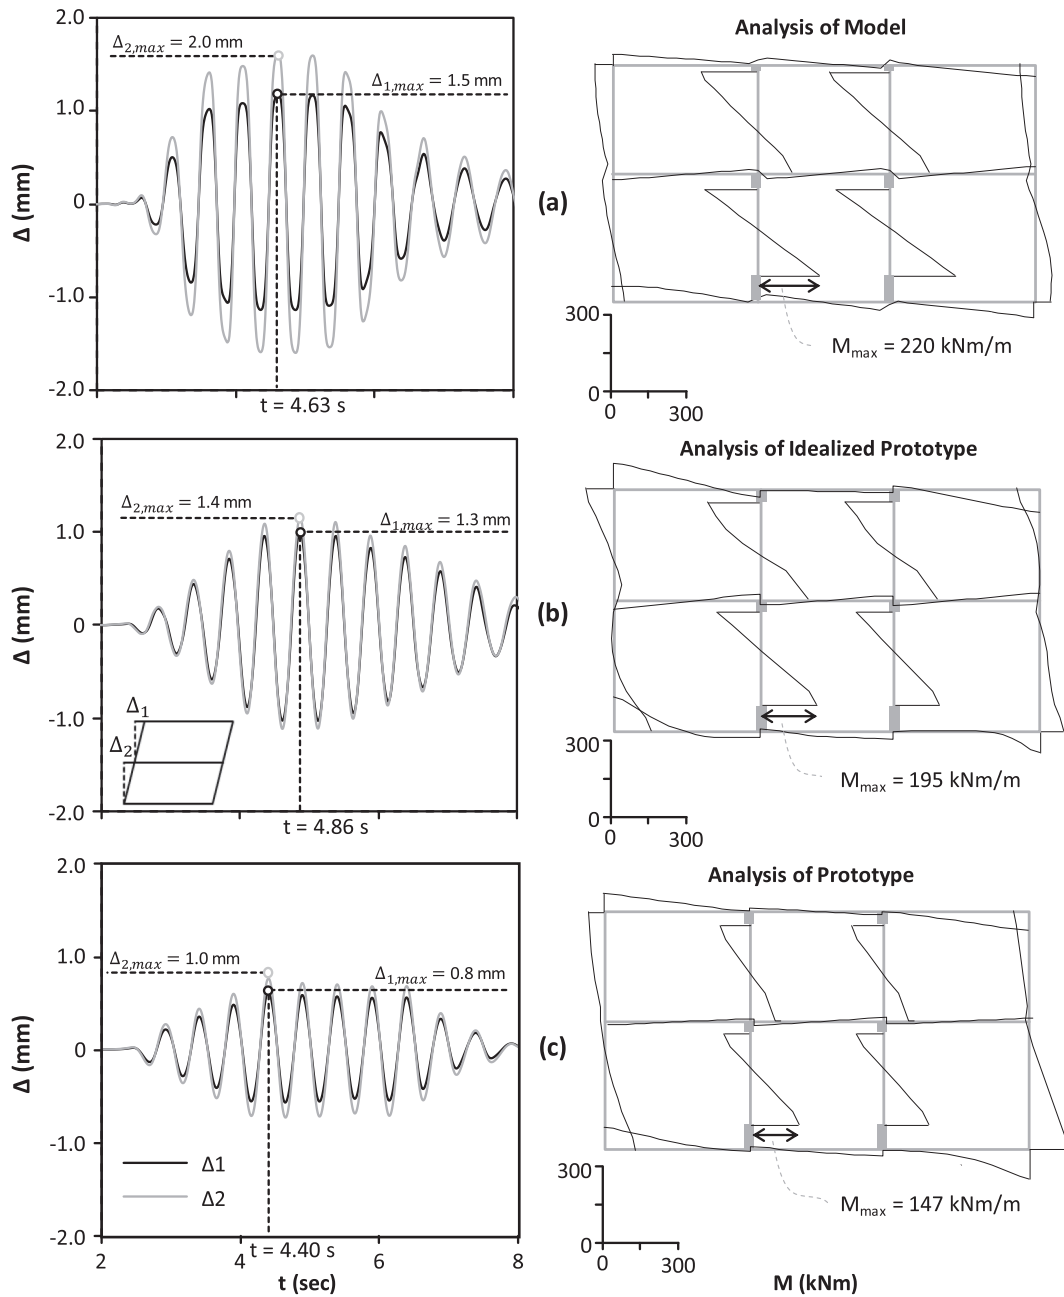 2.0
Δ2,max = 2.0 mm
Δ1,max = 1.5 mm
1.0
0
-1.0
-2.0
Δ (mm)
t = 4.63 s
(a)
Analysis of Model
300
0
0
300
Mmax = 220 kNm/m
2.0
Δ2,max = 1.4 mm
Δ1,max = 1.3 mm
1.0
0
-1.0
-2.0
Δ (mm)
Δ1
Δ2
t = 4.86 s
(b)
Analysis of Idealized Prototype
300
0
0
300
Mmax = 195 kNm/m
2.0
Δ2,max = 1.0 mm
Δ1,max = 0.8 mm
1.0
0
-1.0
-2.0
Δ (mm)
Δ1
Δ2
t = 4.40 s
2
4
6
8
t (sec)
(c)
Analysis of Prototype
300
0
0
300
Mmax = 147 kNm/m
M (kNm)